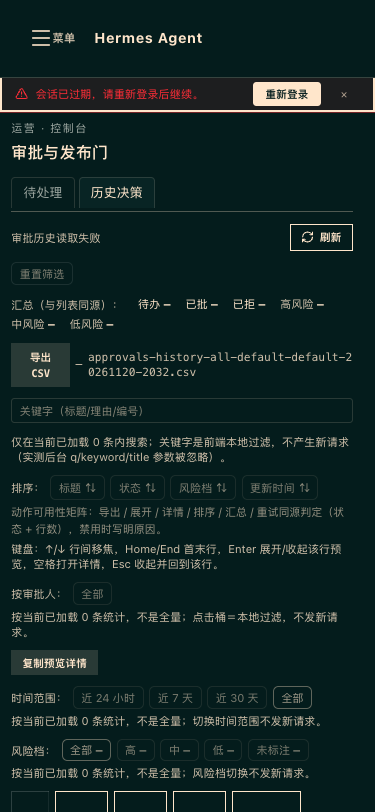 菜单
Hermes Agent
会话已过期，请重新登录后继续。
重新登录
×
运营 · 控制台
审批与发布门
待处理
历史决策
审批历史读取失败
刷新
重置筛选
汇总（与列表同源）： 待办 — 已批 — 已拒 — 高风险 —
中风险 — 低风险 —
导出
CSV
— approvals-history-all-default-default-2
0261120-2032.csv
关键字（标题/理由/编号）
仅在当前已加载 0 条内搜索；关键字是前端本地过滤，不产生新请求
（实测后台 q/keyword/title 参数被忽略）。
排序： 标题 ⇅ 状态 ⇅ 风险档 ⇅ 更新时间 ⇅
动作可用性矩阵：导出 / 展开 / 详情 / 排序 / 汇总 / 重试同源判定（状
态 + 行数），禁用时写明原因。
键盘：↑/↓ 行间移焦，Home/End 首末行，Enter 展开/收起该行预
览，空格打开详情，Esc 收起并回到该行。
按审批人： 全部
按当前已加载 0 条统计，不是全量；点击桶＝本地过滤，不发新请
求。
复制预览详情
时间范围： 近 24 小时 近 7 天 近 30 天 全部
按当前已加载 0 条统计，不是全量；切换时间范围不发新请求。
风险档： 全部 — 高 — 中 — 低 — 未标注 —
按当前已加载 0 条统计，不是全量；风险档切换不发新请求。